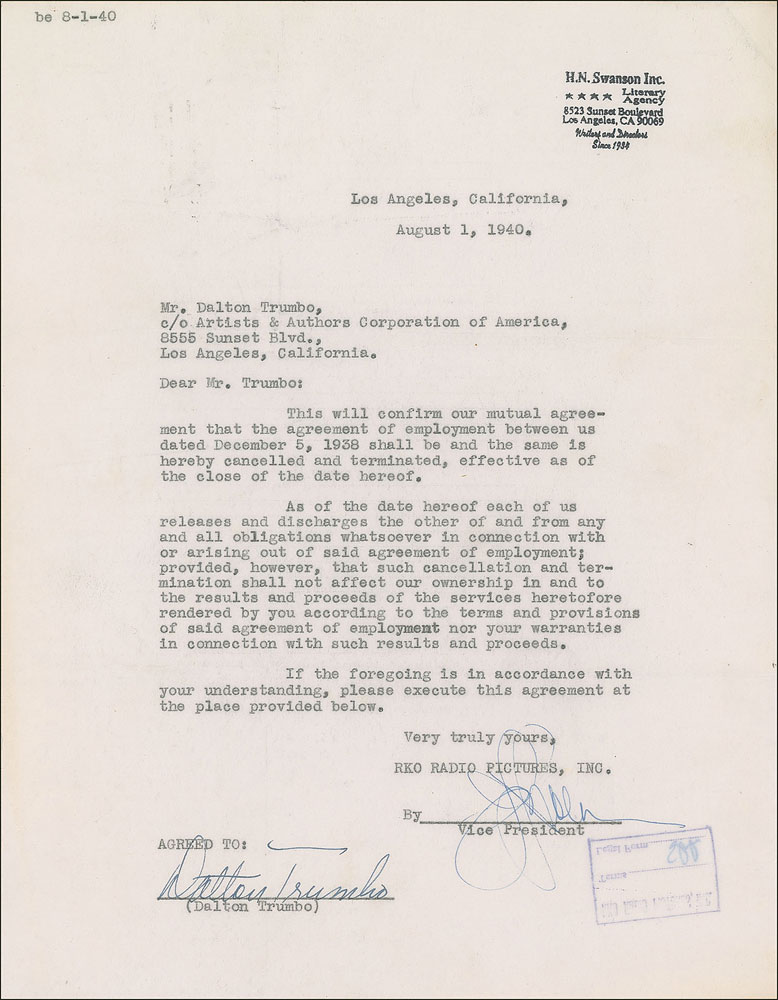 be 8-1-40
H.N. Swanson Inc.
★ ★ ★ ★ Literary
Agency
8523 Sunset Boulevard
Los Angeles, CA 90069
Writers and Directors
Since 1934
Los Angeles, California,
August 1, 1940.
Mr. Dalton Trumbo,
c/o Artists & Authors Corporation of America,
8555 Sunset Blvd.,
Los Angeles, California.
Dear Mr. Trumbo:
This will confirm our mutual agree-
ment that the agreement of employment between us
dated December 5, 1938 shall be and the same is
hereby cancelled and terminated, effective as of
the close of the date hereof.
As of the date hereof each of us
releases and discharges the other of and from any
and all obligations whatsoever in connection with
or arising out of said agreement of employment;
provided, however, that such cancellation and ter-
mination shall not affect our ownership in and to
the results and proceeds of the services heretofore
rendered by you according to the terms and provisions
of said agreement of employment nor your warranties
in connection with such results and proceeds.
If the foregoing is in accordance with
your understanding, please execute this agreement at
the place provided below.
Very truly yours,
RKO RADIO PICTURES, INC.
By
Vice President
AGREED TO:
Dalton Trumbo
(Dalton Trumbo)